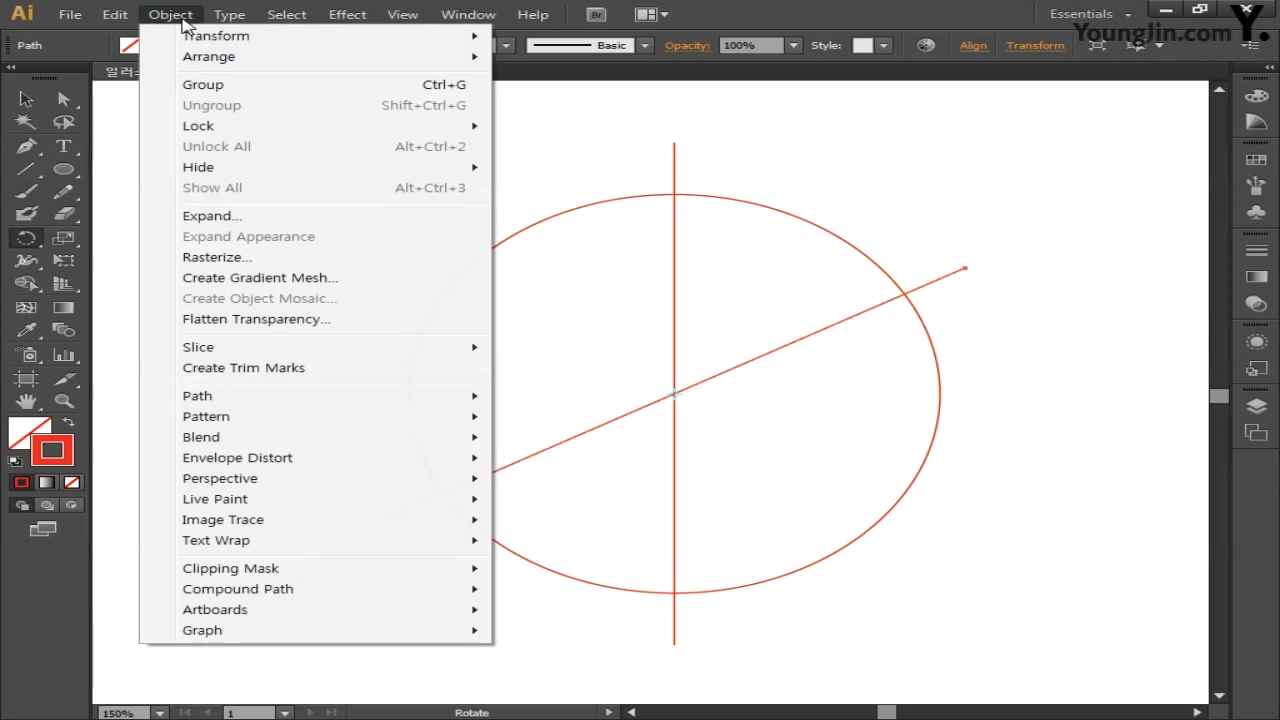 Ai File Edit Object Type Select Effect View Window Help Br Essentials
YoungJin.com Y.
Path Basic Opacity: 100% Style: Align Transform
일러스
Transform
Arrange
Group Ctrl+G
Ungroup Shift+Ctrl+G
Lock
Unlock All Alt+Ctrl+2
Hide
Show All Alt+Ctrl+3
Expand...
Expand Appearance
Rasterize...
Create Gradient Mesh...
Create Object Mosaic...
Flatten Transparency...
Slice
Create Trim Marks
Path
Pattern
Blend
Envelope Distort
Perspective
Live Paint
Image Trace
Text Wrap
Clipping Mask
Compound Path
Artboards
Graph
150% 1 Rotate